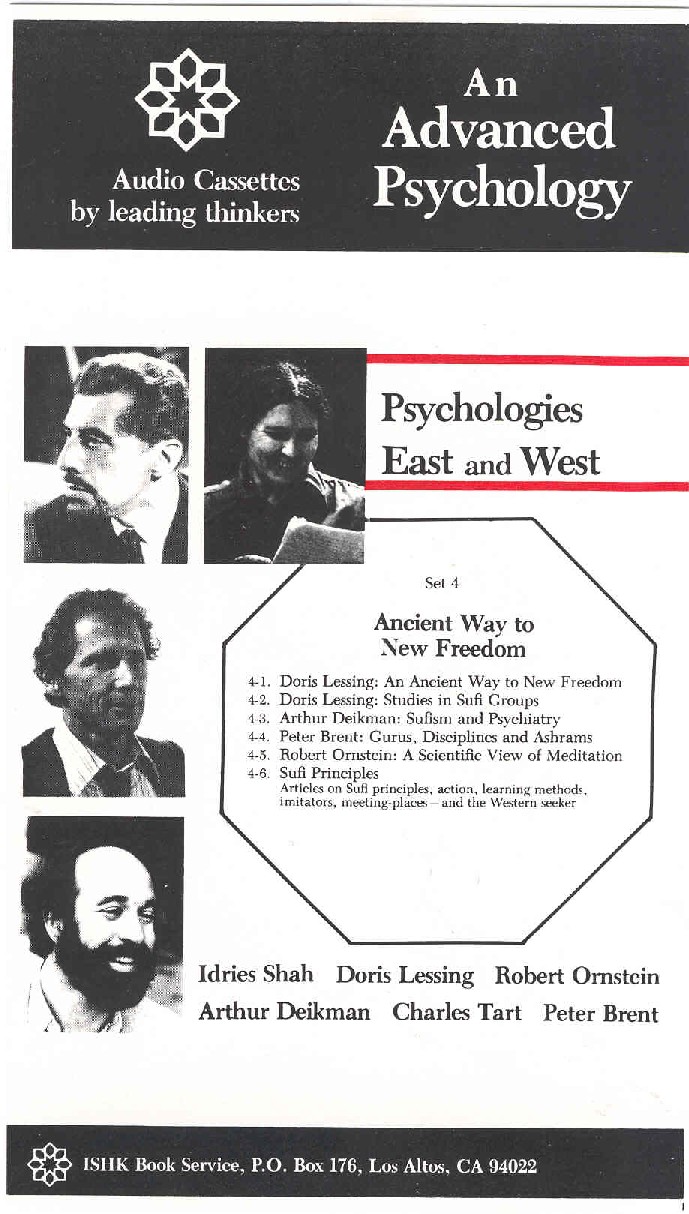 An
Advanced
Psychology
Audio Cassettes
by leading thinkers
Psychologies
East and West
Set 4
Ancient Way to
New Freedom
4-1. Doris Lessing: An Ancient Way to New Freedom
4-2. Doris Lessing: Studies in Sufi Groups
4-3. Arthur Deikman: Sufism and Psychiatry
4-4. Peter Brent: Gurus, Disciplines and Ashrams
4-5. Robert Ornstein: A Scientific View of Meditation
4-6. Sufi Principles
Articles on Sufi principles, action, learning methods,
imitators, meeting-places—and the Western seeker
Idries Shah Doris Lessing Robert Ornstein
Arthur Deikman Charles Tart Peter Brent
ISHK Book Service, P.O. Box 176, Los Altos, CA 94022